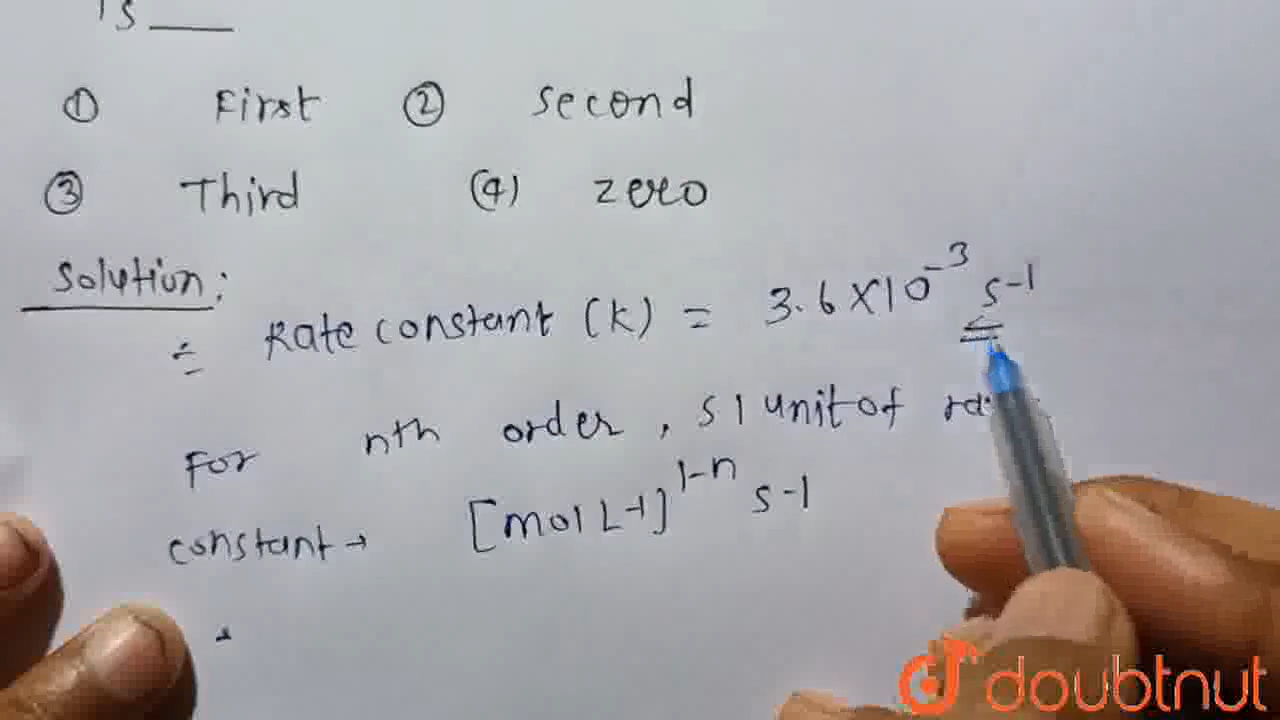 is ____
① First ② Second
③ Third (4) zero
Solution:
÷ Rate constant (K) = 3.6 X 10⁻³ s-1
For nth order, SI unit of
constant → [mol L-1]^1-n s-1
doubtnut